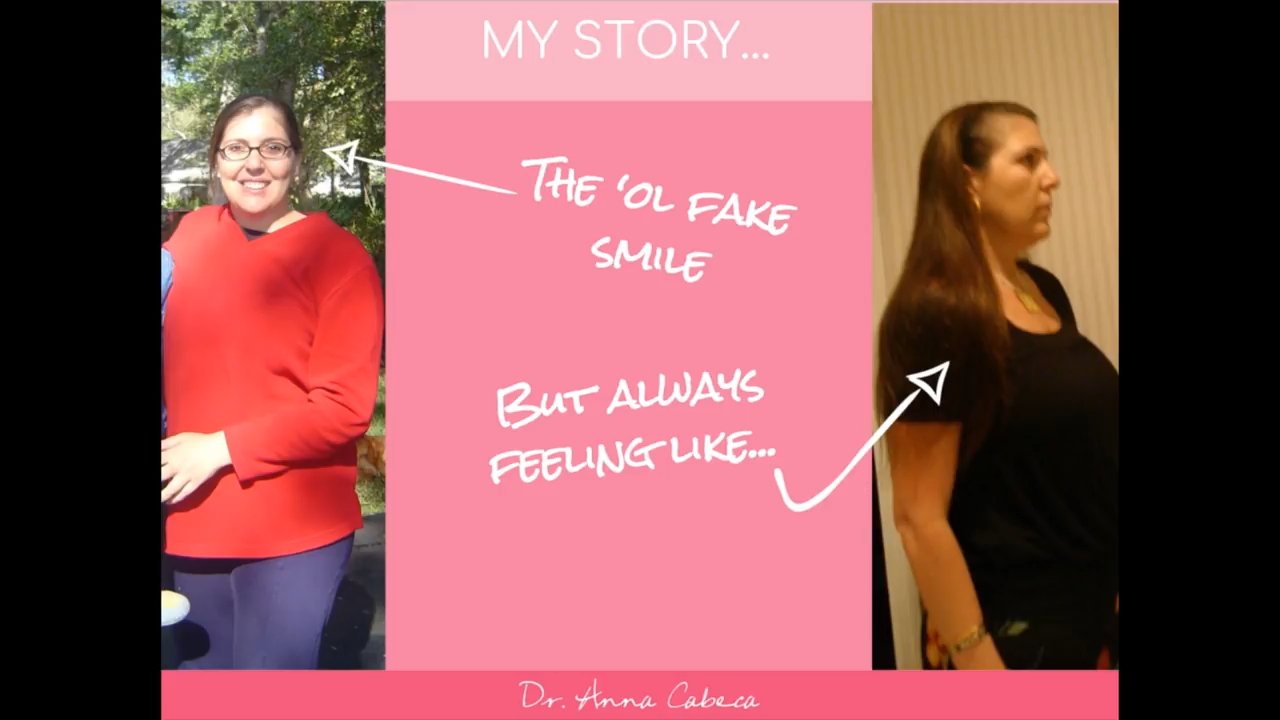 MY STORY...
THE 'OL FAKE
SMILE
BUT ALWAYS
FEELING LIKE...
Dr. Anna Cabeca